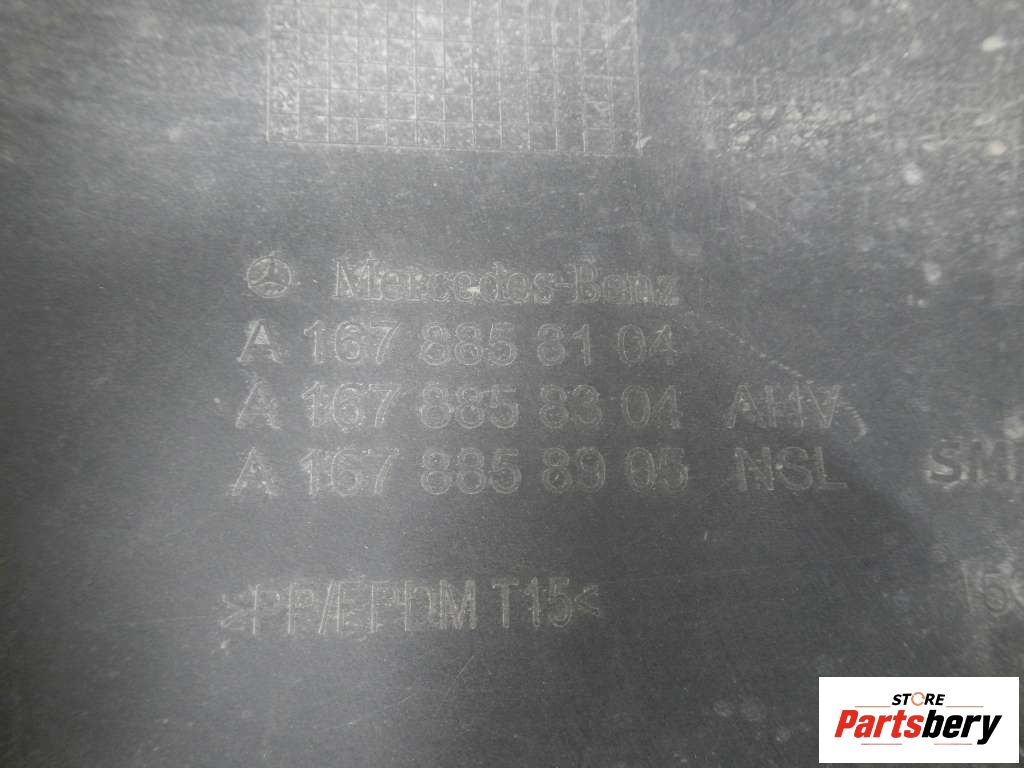 Mercedes-Benz
A 167 885 81 04
A 167 885 83 04 AHV
A 167 885 89 05 NSL
>PP/EPDM T15<
STORE
Partsbery